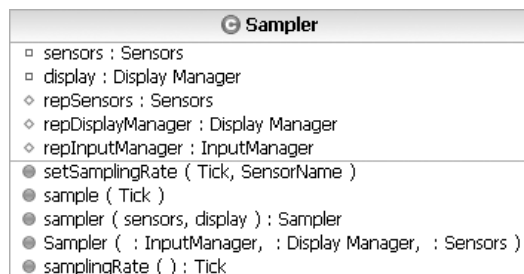 C Sampler
sensors : Sensors
display : Display Manager
repSensors : Sensors
repDisplayManager : Display Manager
repInputManager : InputManager
setSamplingRate ( Tick, SensorName )
sample ( Tick )
sampler ( sensors, display ) : Sampler
Sampler ( : InputManager, : Display Manager, : Sensors )
samplingRate ( ) : Tick